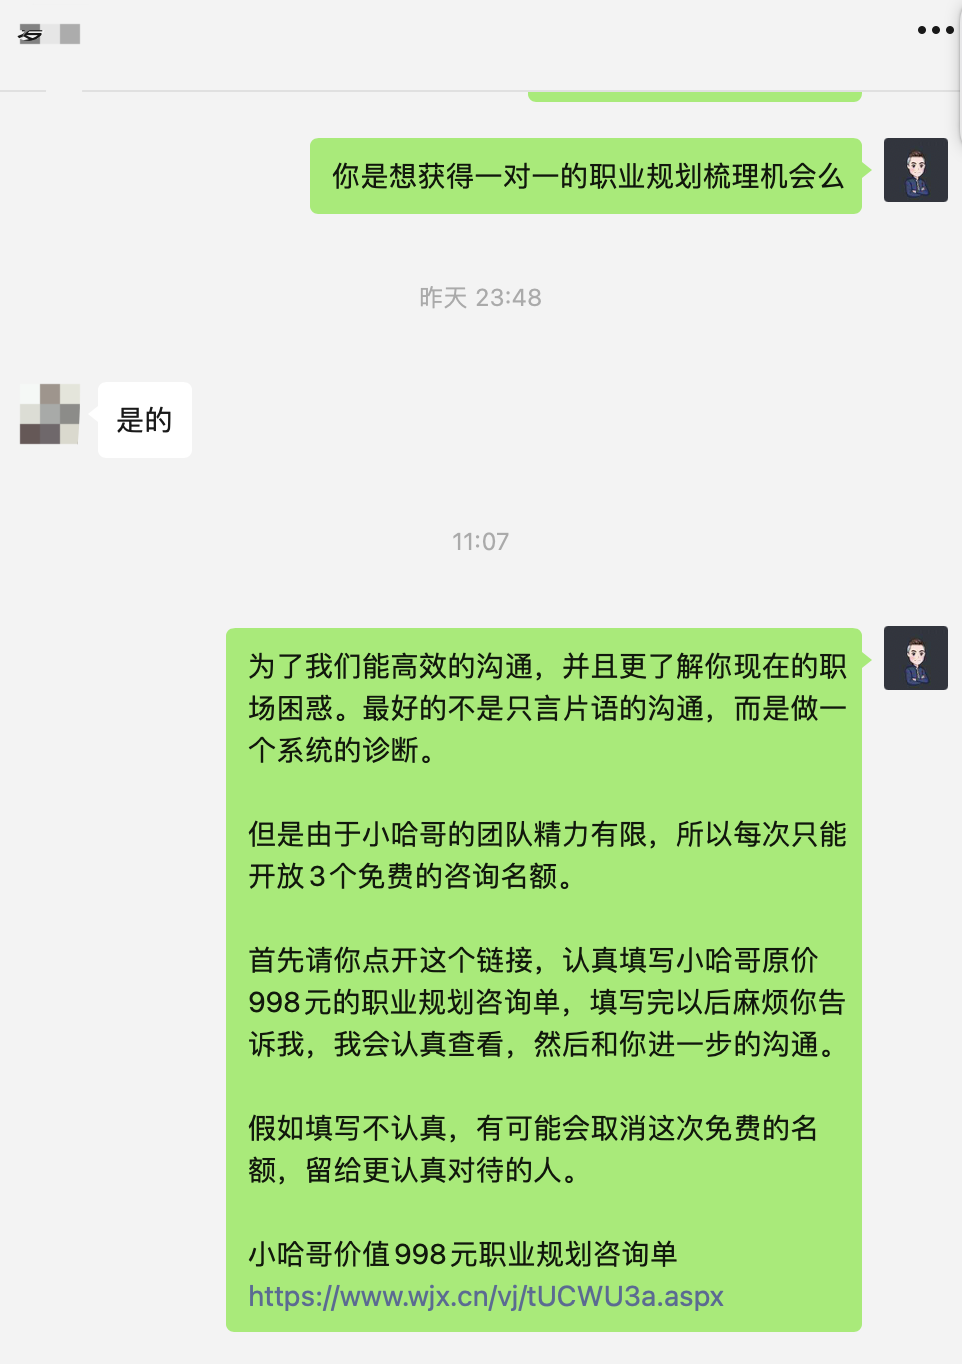 你是想获得一对一的职业规划梳理机会么
昨天 23:48
是的
11:07
为了我们能高效的沟通，并且更了解你现在的职
场困惑。最好的不是只言片语的沟通，而是做一
个系统的诊断。
但是由于小哈哥的团队精力有限，所以每次只能
开放3个免费的咨询名额。
首先请你点开这个链接，认真填写小哈哥原价
998元的职业规划咨询单，填写完以后麻烦你告
诉我，我会认真查看，然后和你进一步的沟通。
假如填写不认真，有可能会取消这次免费的名
额，留给更认真对待的人。
小哈哥价值998元职业规划咨询单
https://www.wjx.cn/vj/tUCWU3a.aspx